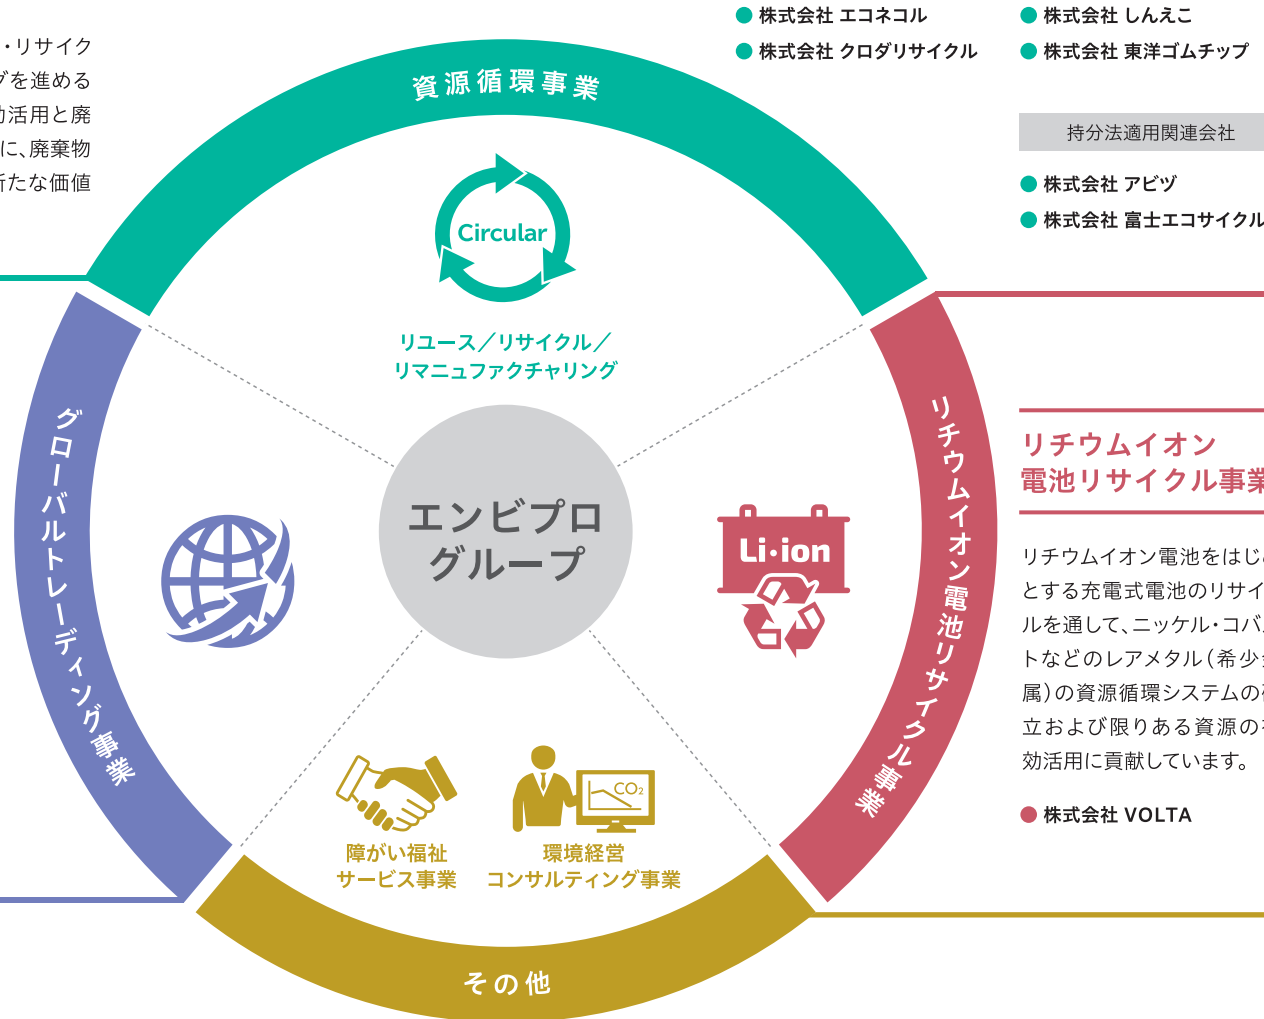 ・リサイク
グを進める
活用と廃
に、廃棄物
たな価値
株式会社 エコネコル
株式会社 クロダリサイクル
株式会社 しんえこ
株式会社 東洋ゴムチップ
持分法適用関連会社
株式会社 アビヅ
株式会社 富士エコサイクル
資源循環事業
Circular
リユース／リサイクル／
リマニュファクチャリング
グローバルトレーディング事業
エンビプロ
グループ
Li・ion
リチウムイオン電池リサイクル事業
リチウムイオン
電池リサイクル事業
リチウムイオン電池をはじ
とする充電式電池のリサイ
ルを通して、ニッケル・コバ
トなどのレアメタル（希少
属）の資源循環システムの
立および限りある資源の
効活用に貢献しています。
株式会社 VOLTA
CO₂
障がい福祉
サービス事業
環境経営
コンサルティング事業
その他